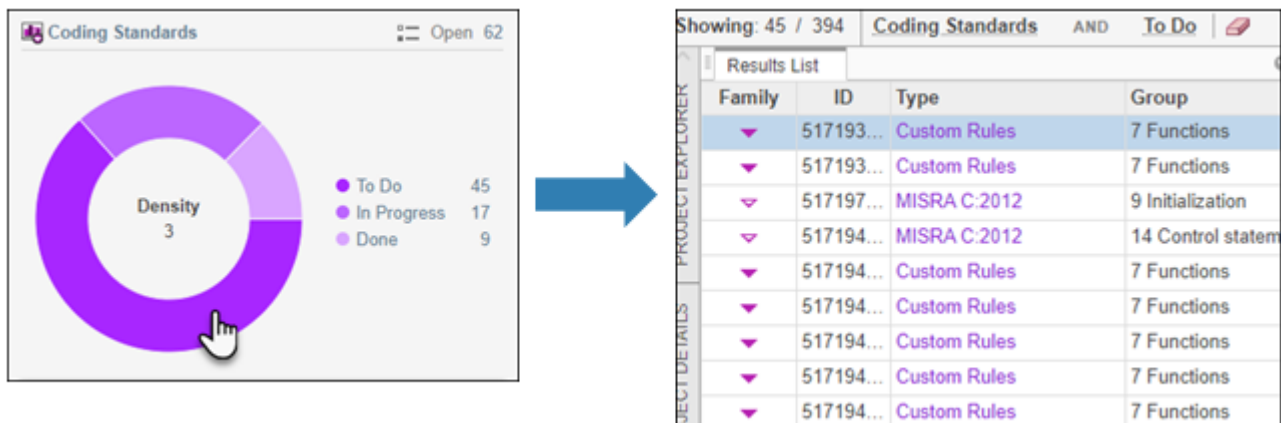 Coding Standards Open 62
Density
3
To Do 45
In Progress 17
Done 9
Showing: 45 / 394 Coding Standards AND To Do
Results List
Family ID Type Group
517193... Custom Rules 7 Functions
517193... Custom Rules 7 Functions
517197... MISRA C:2012 9 Initialization
517194... MISRA C:2012 14 Control statem
517194... Custom Rules 7 Functions
517194... Custom Rules 7 Functions
517194... Custom Rules 7 Functions
517194... Custom Rules 7 Functions
517194... Custom Rules 7 Functions
PROJECT EXPLORER
JECT DETAILS